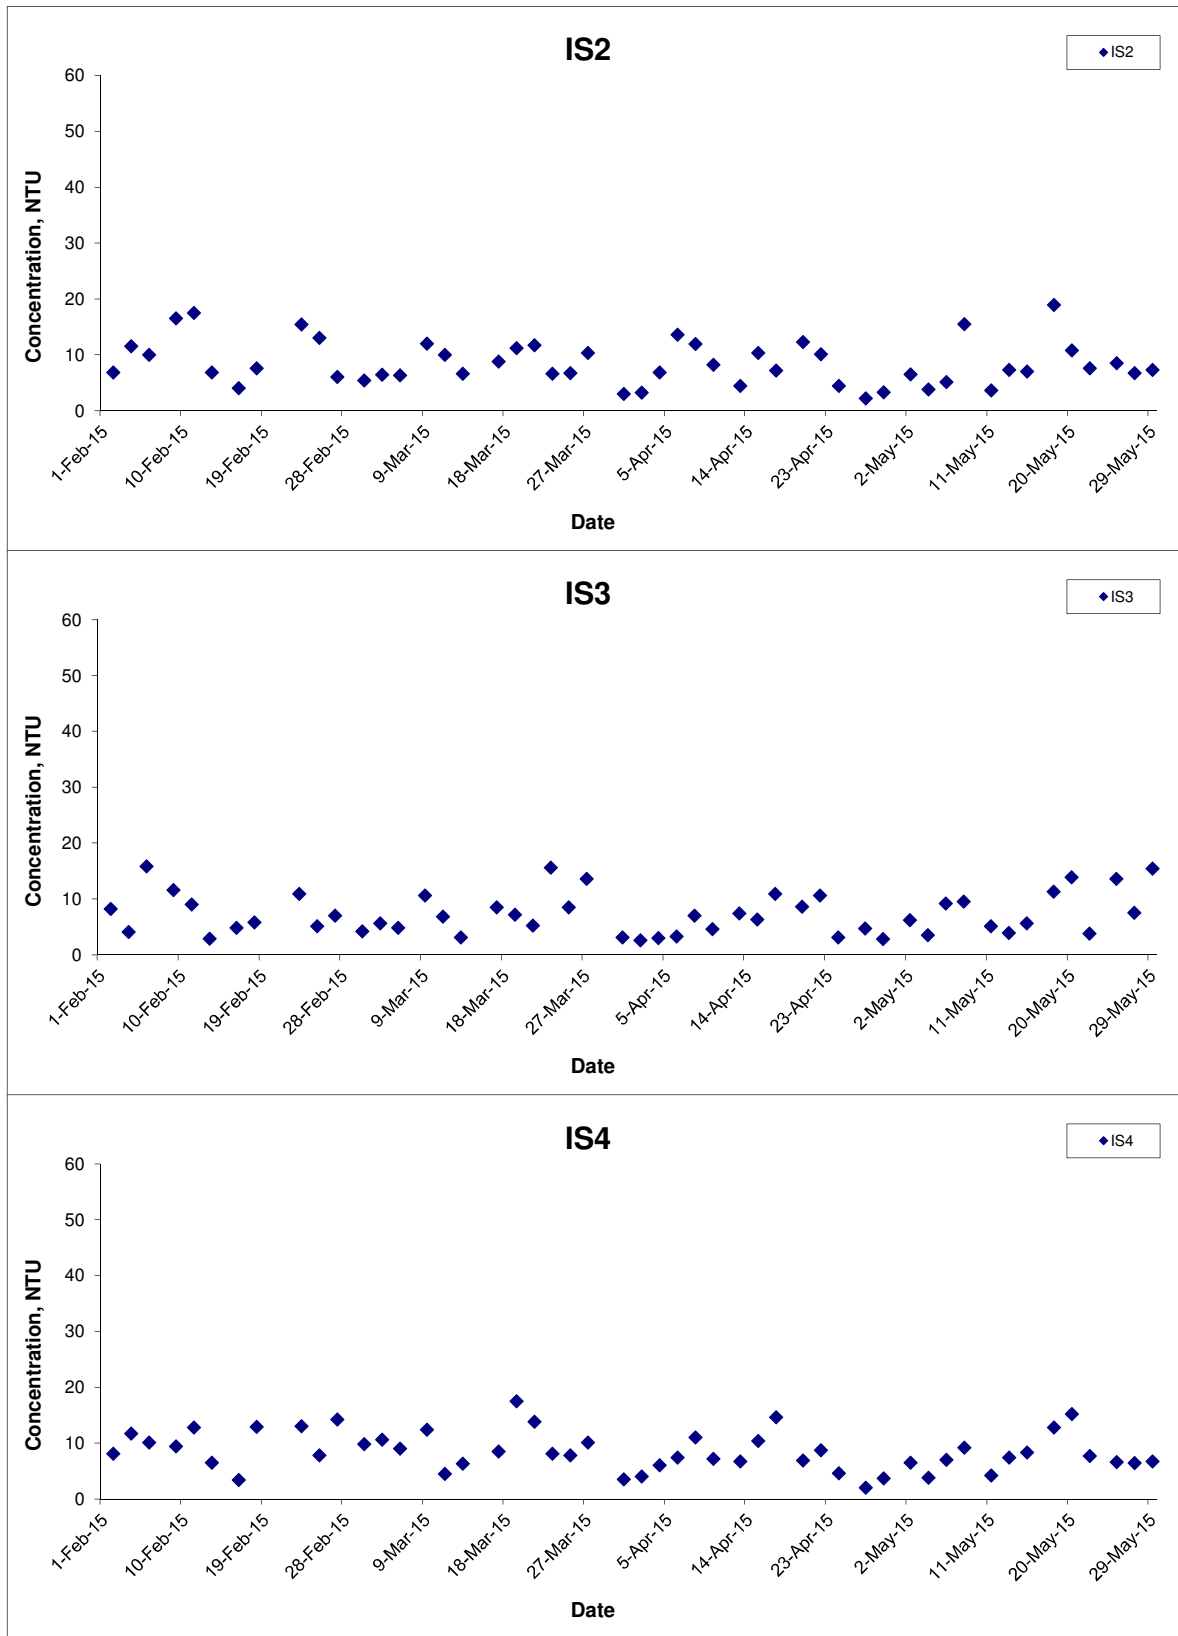 IS2
IS2
60
50
40
30
20
10
0
Concentration, NTU
1-Feb-15
10-Feb-15
19-Feb-15
28-Feb-15
9-Mar-15
18-Mar-15
27-Mar-15
5-Apr-15
14-Apr-15
23-Apr-15
2-May-15
11-May-15
20-May-15
29-May-15
Date
IS3
IS3
60
50
40
30
20
10
0
Concentration, NTU
1-Feb-15
10-Feb-15
19-Feb-15
28-Feb-15
9-Mar-15
18-Mar-15
27-Mar-15
5-Apr-15
14-Apr-15
23-Apr-15
2-May-15
11-May-15
20-May-15
29-May-15
Date
IS4
IS4
60
50
40
30
20
10
0
Concentration, NTU
1-Feb-15
10-Feb-15
19-Feb-15
28-Feb-15
9-Mar-15
18-Mar-15
27-Mar-15
5-Apr-15
14-Apr-15
23-Apr-15
2-May-15
11-May-15
20-May-15
29-May-15
Date